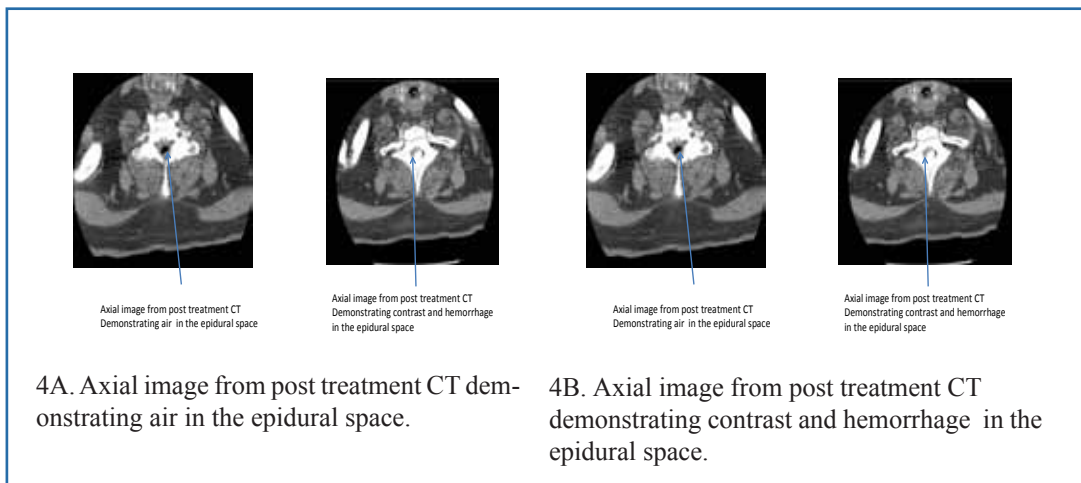 Axial image from post treatment CT
Demonstrating air in the epidural space
Axial image from post treatment CT
Demonstrating contrast and hemorrhage
in the epidural space
Axial image from post treatment CT
Demonstrating air in the epidural space
Axial image from post treatment CT
Demonstrating contrast and hemorrhage
in the epidural space
4A. Axial image from post treatment CT dem-
onstrating air in the epidural space.
4B. Axial image from post treatment CT
demonstrating contrast and hemorrhage in the
epidural space.